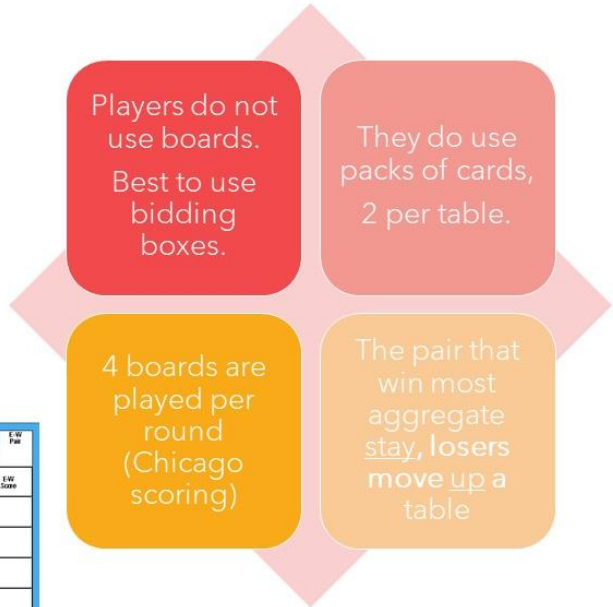 Players do not
use boards.
Best to use
bidding
boxes.
They do use
packs of cards,
2 per table.
4 boards are
played per
round
(Chicago
scoring)
The pair that
win most
aggregate
stay, losers
move up a
table
E-W
Pair
E-W
Score